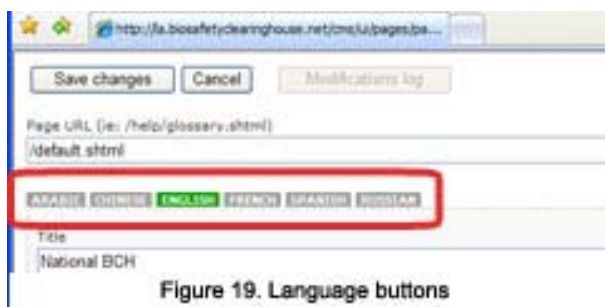 http://la.biosafetyclearinghouse.net/cms/ui/pages/pa...
Save changes Cancel Modifications log
Page URL (ie: /help/glossary.shtml)
/default.shtml
ARABIC CHINESE ENGLISH FRENCH SPANISH RUSSIAN
Title
National BCH
Figure 19. Language buttons